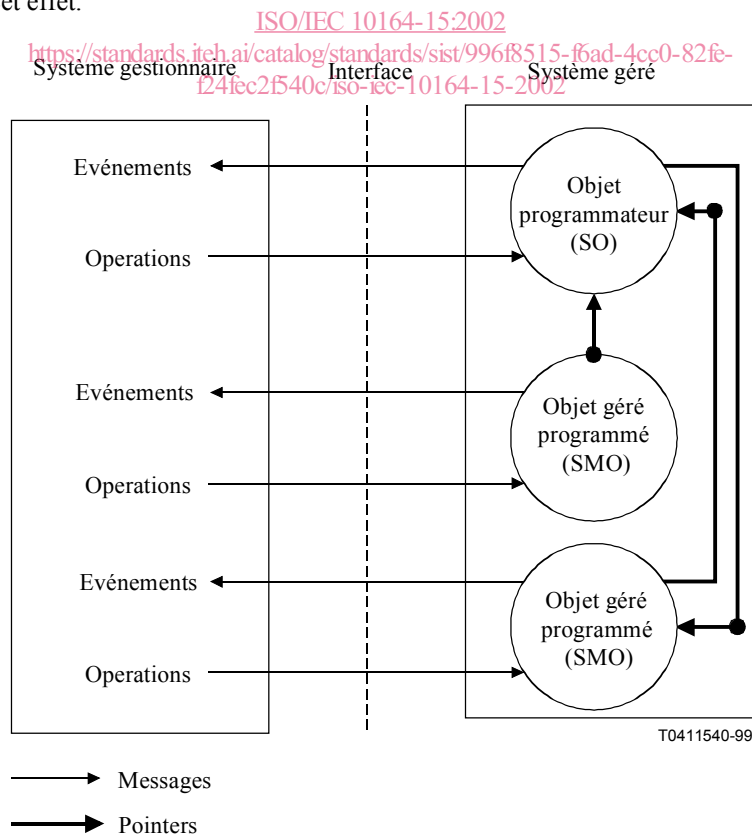 et effet.
ISO/IEC 10164-15:2002
https://standards.iteh.ai/catalog/standards/sist/996f8515-f6ad-4cc0-82fe-
f24fec2f540c/iso-iec-10164-15-2002
Système gestionnaire
Interface
Système géré
Evénements
Operations
Objet
programmateur
(SO)
Evénements
Operations
Objet géré
programmé
(SMO)
Evénements
Operations
Objet géré
programmé
(SMO)
T0411540-99
Messages
Pointers